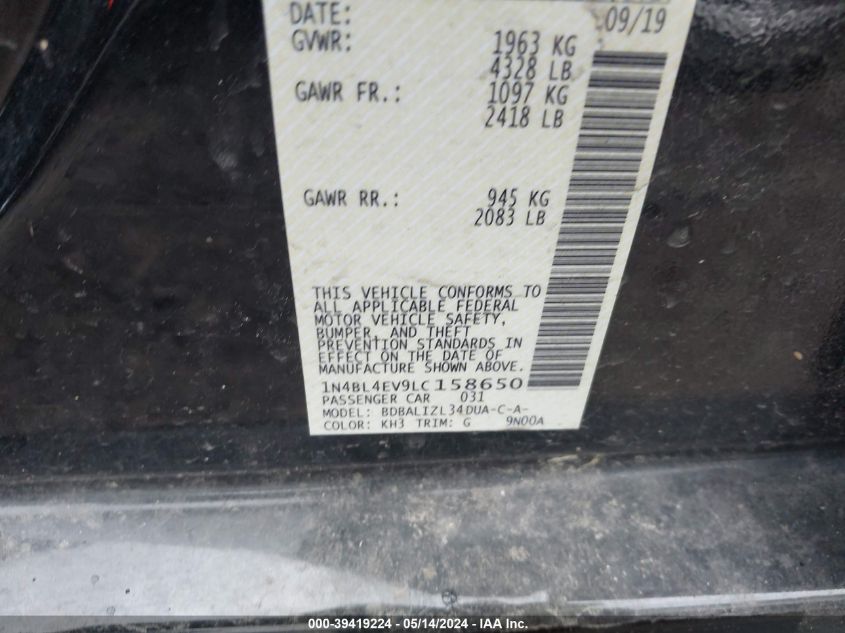 DATE: 09/19
GVWR: 1963 KG
4328 LB
GAWR FR.: 1097 KG
2418 LB
GAWR RR.: 945 KG
2083 LB
THIS VEHICLE CONFORMS TO
ALL APPLICABLE FEDERAL
MOTOR VEHICLE SAFETY,
BUMPER, AND THEFT
PREVENTION STANDARDS IN
EFFECT ON THE DATE OF
MANUFACTURE SHOWN ABOVE.
1N4BL4EV9LC158650
PASSENGER CAR 031
MODEL: BDBALIZL34DUA-C-A-
COLOR: KH3 TRIM: G 9N00A
000-39419224 - 05/14/2024 - IAA Inc.